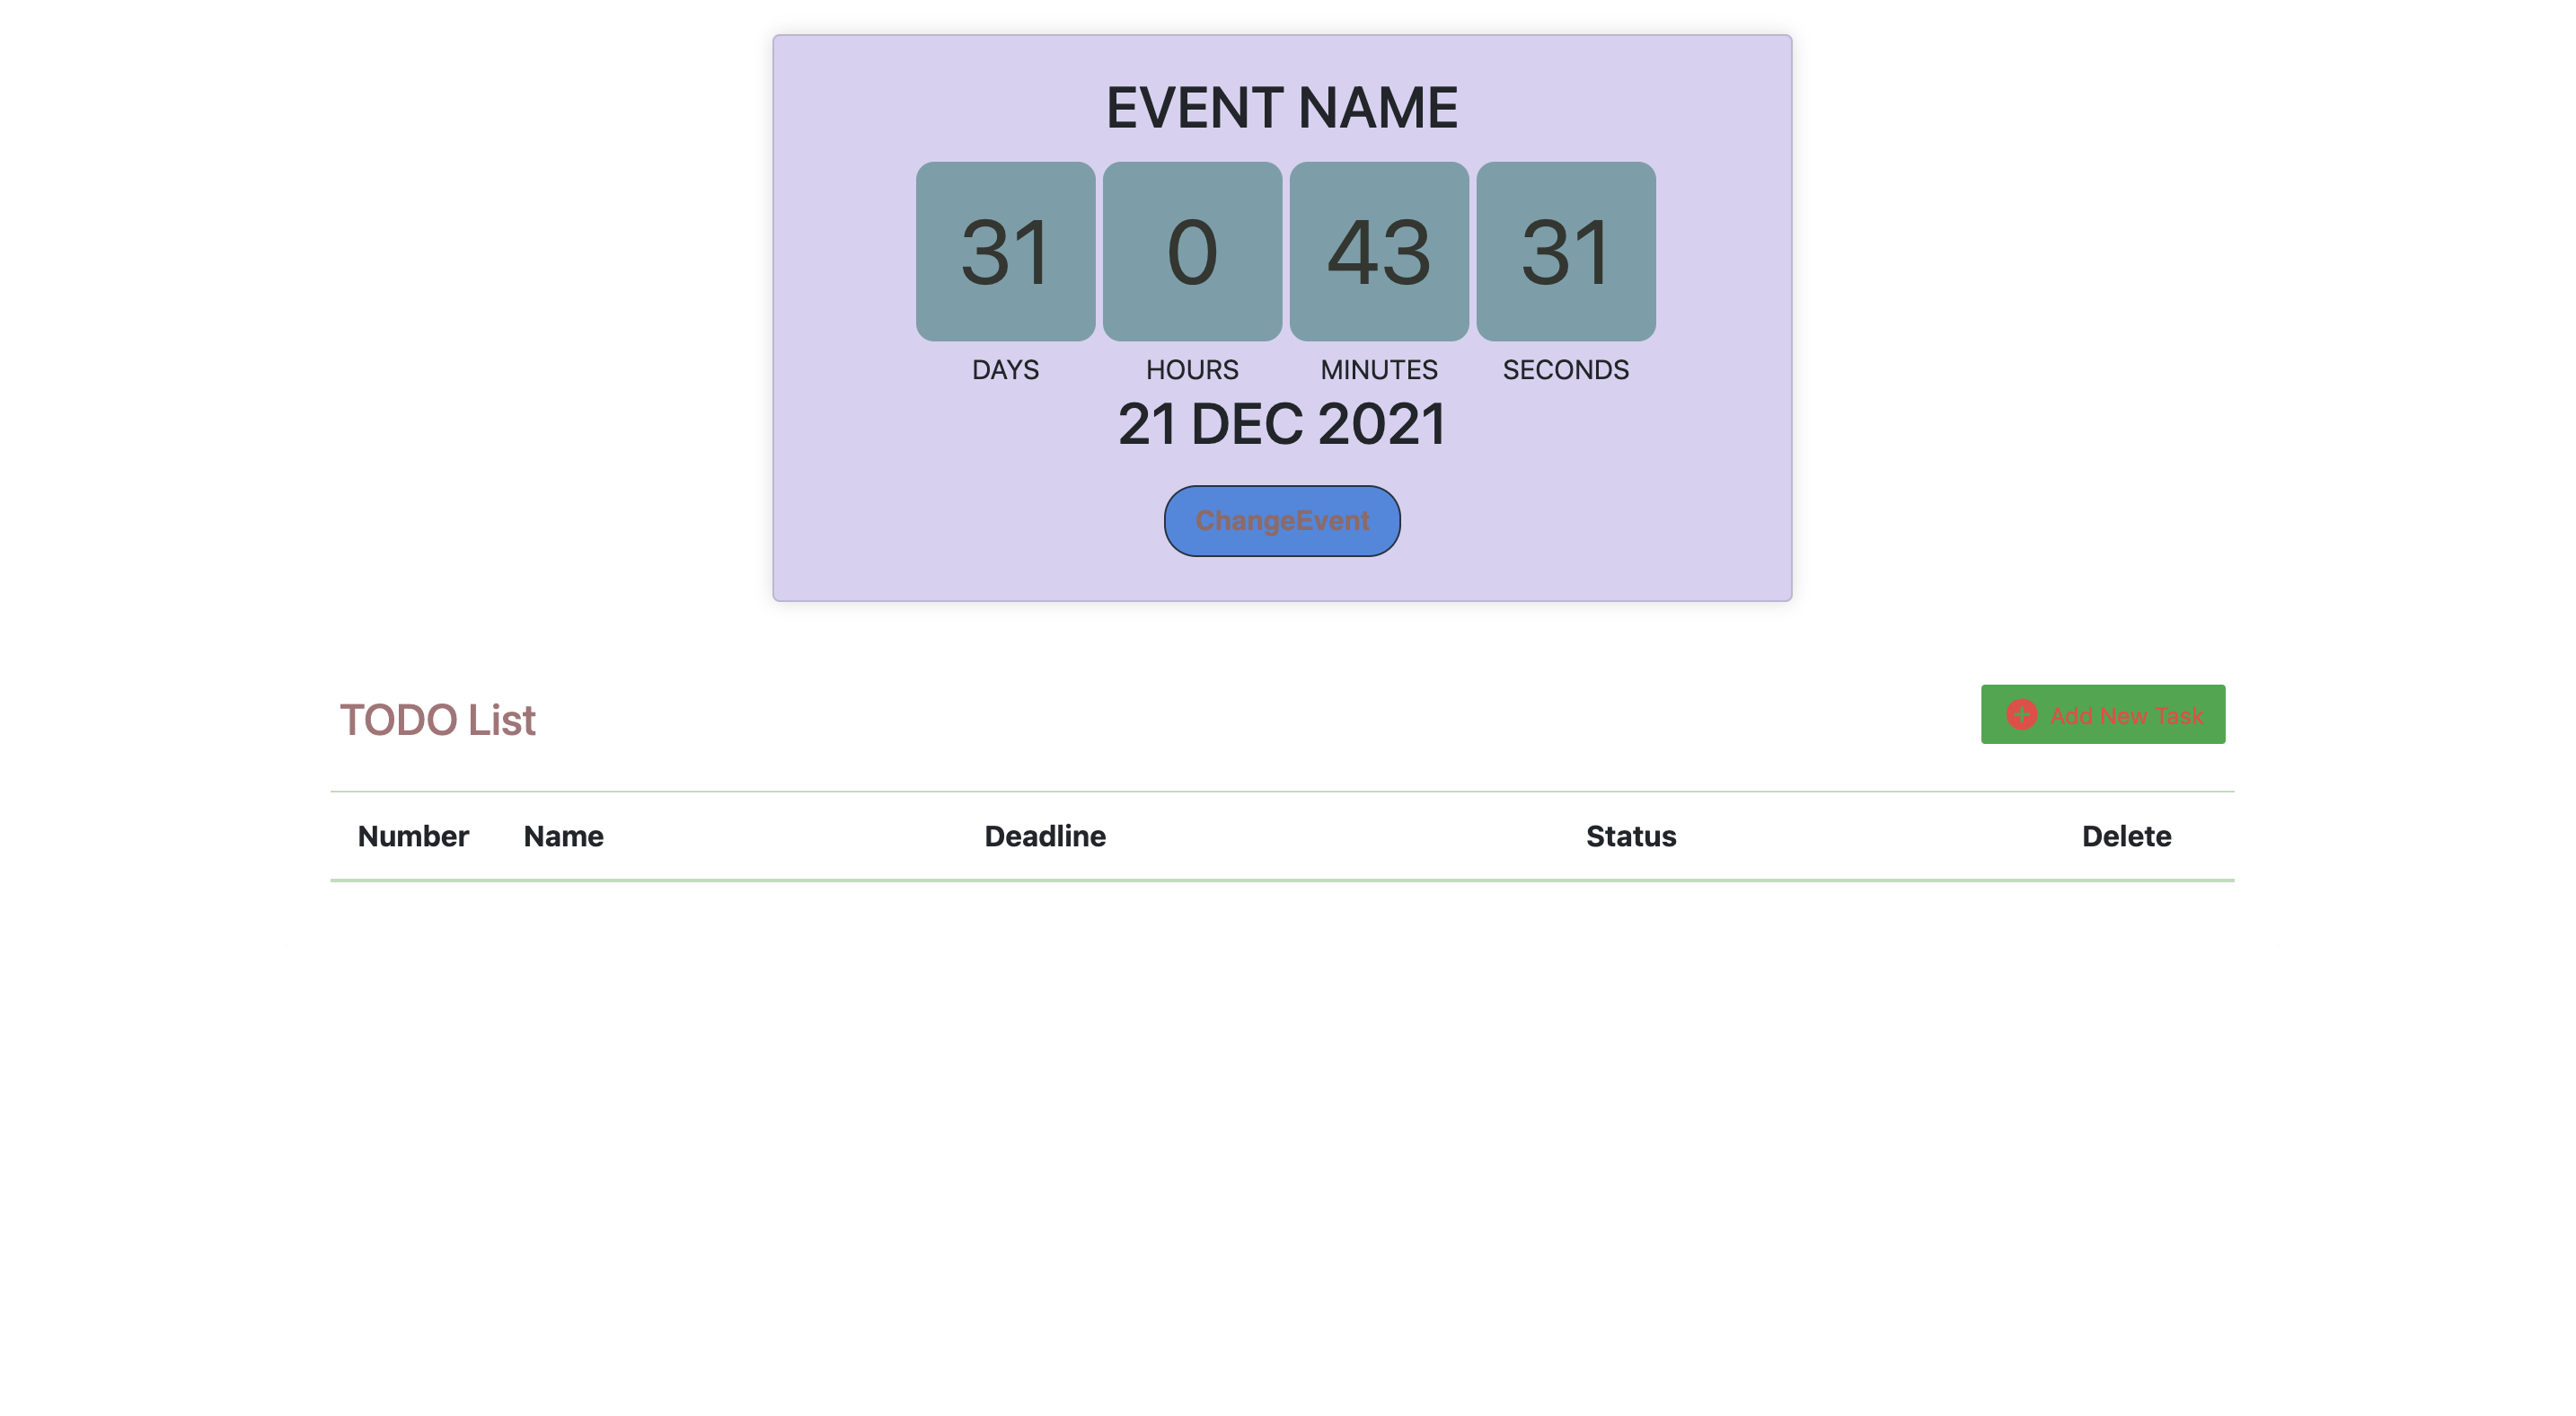 EVENT NAME
31 0 43 31
DAYS HOURS MINUTES SECONDS
21 DEC 2021
ChangeEvent
TODO List
Add New Task
Number Name Deadline Status Delete